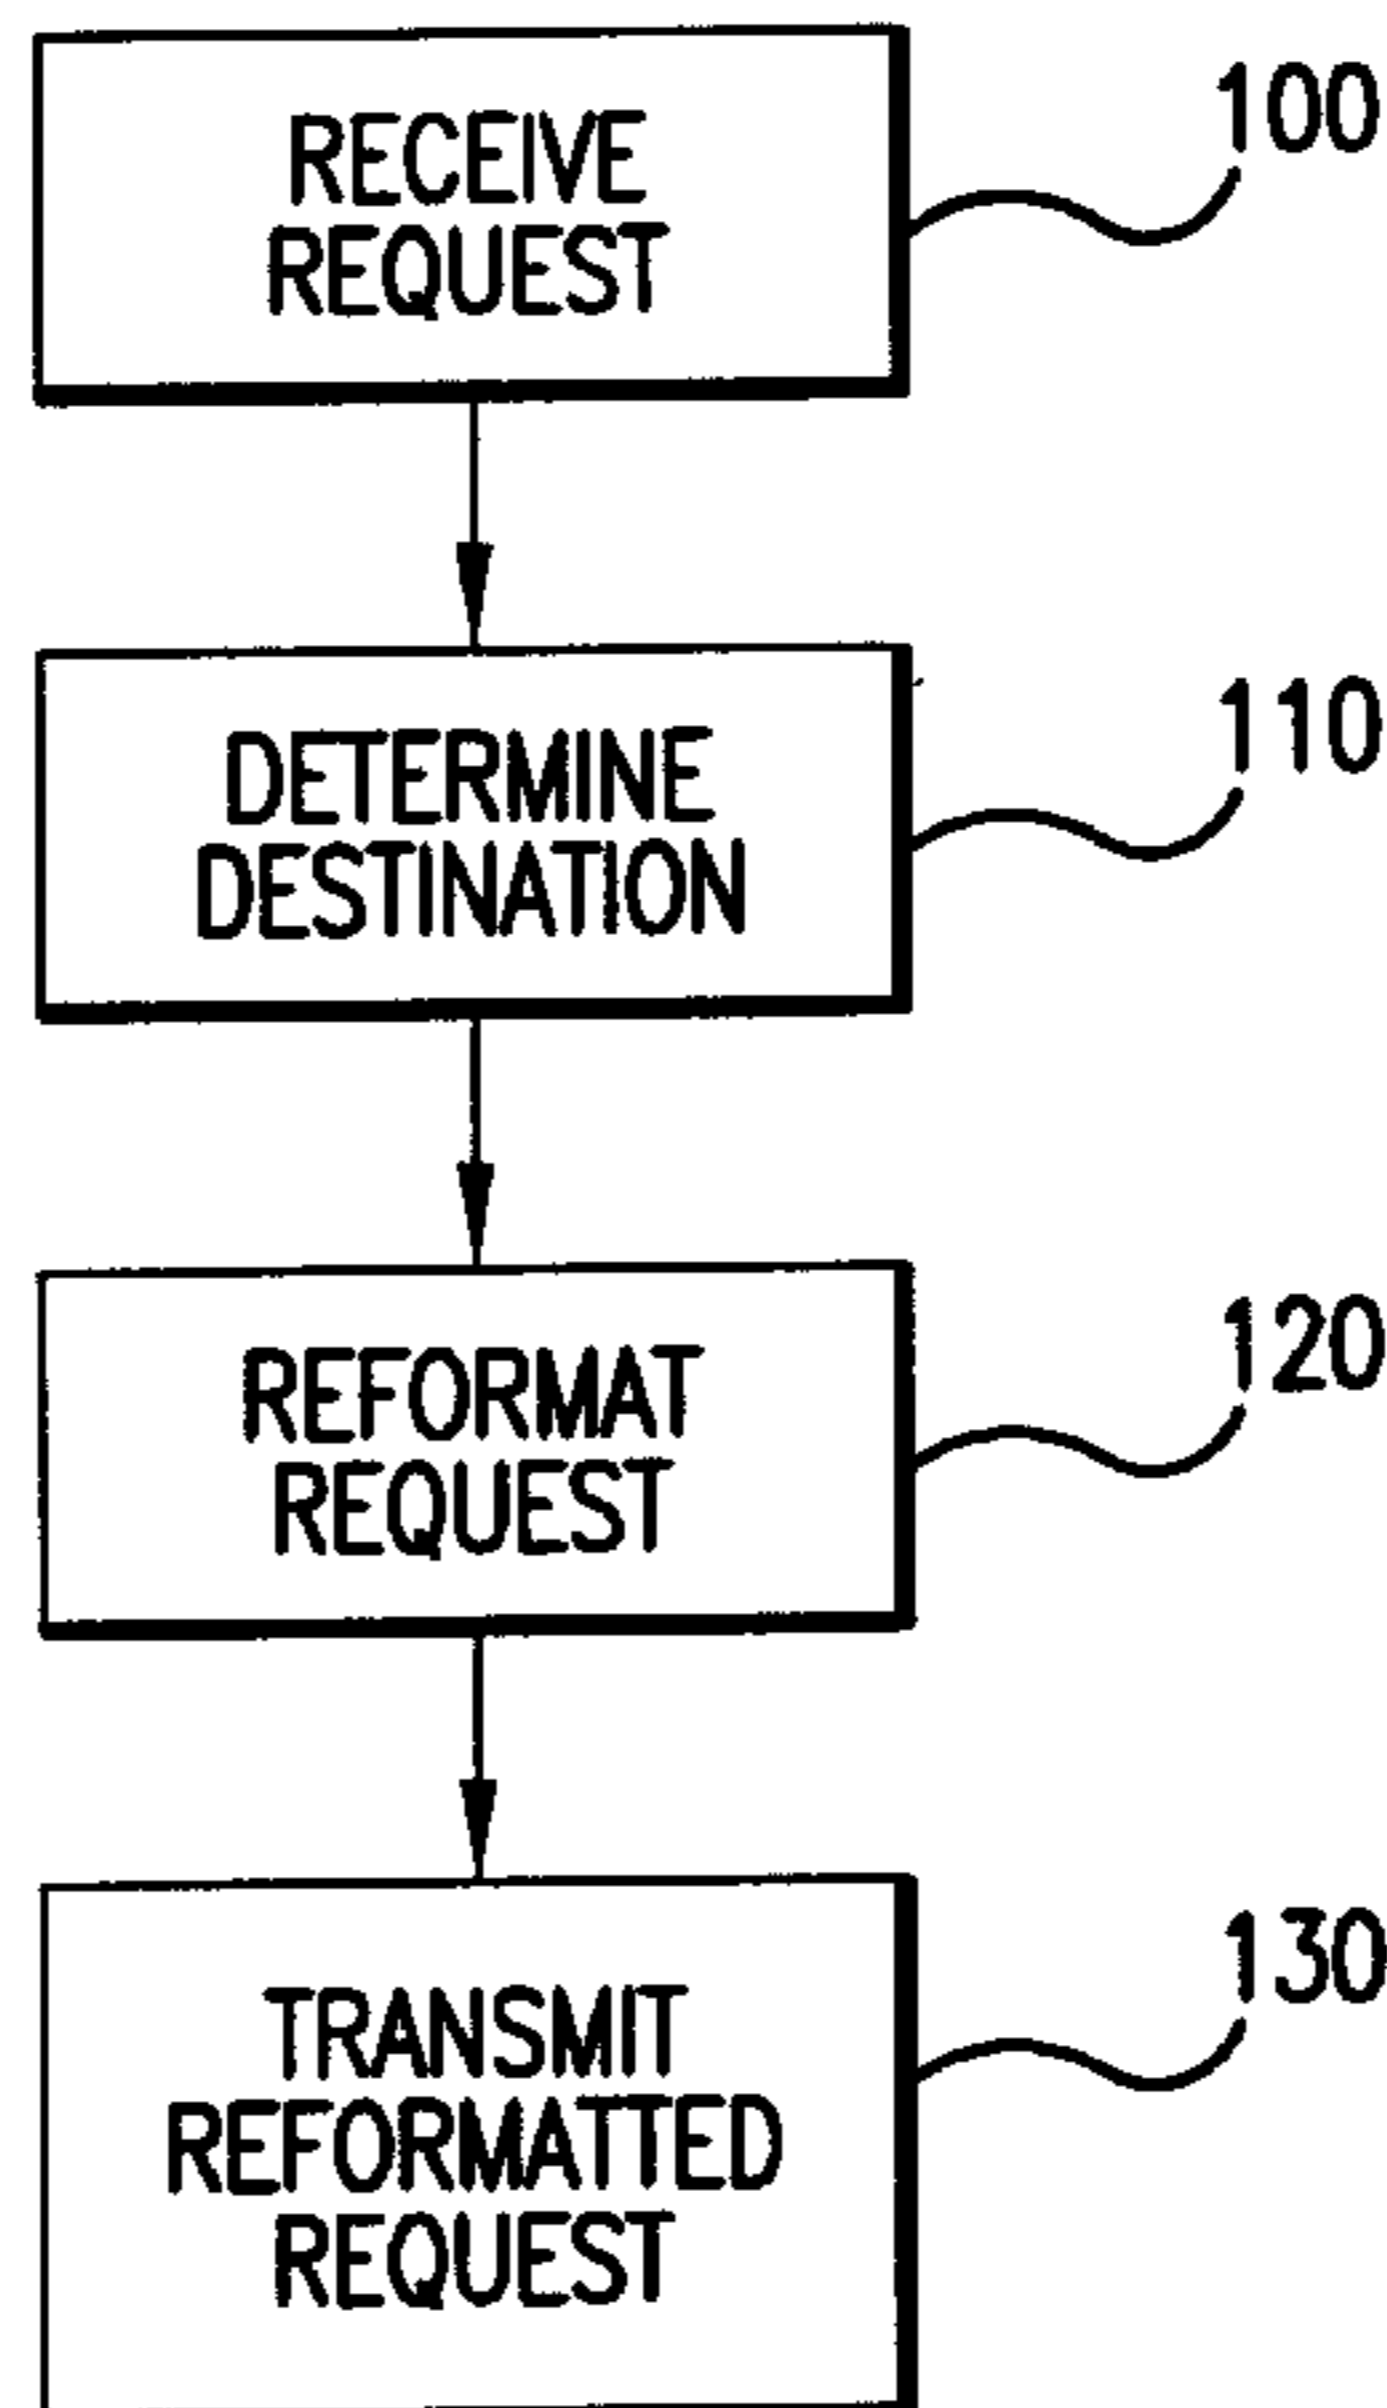 RECEIVE
REQUEST
100
DETERMINE
DESTINATION
110
REFORMAT
REQUEST
120
TRANSMIT
REFORMATTED
REQUEST
130